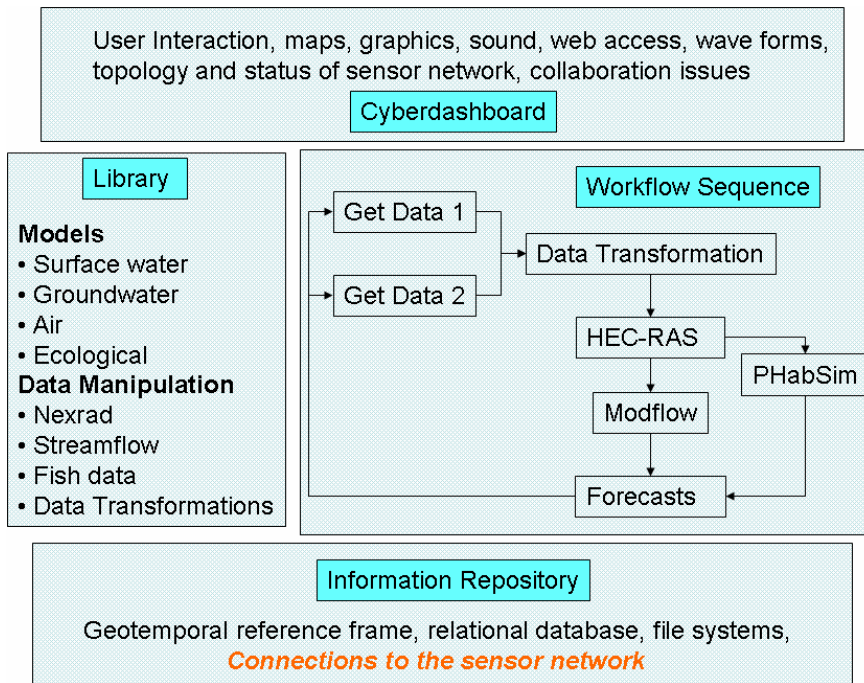 User Interaction, maps, graphics, sound, web access, wave forms,
topology and status of sensor network, collaboration issues
Cyberdashboard
Library
Models
• Surface water
• Groundwater
• Air
• Ecological
Data Manipulation
• Nexrad
• Streamflow
• Fish data
• Data Transformations
Workflow Sequence
Get Data 1
Data Transformation
Get Data 2
HEC-RAS
PHabSim
Modflow
Forecasts
Information Repository
Geotemporal reference frame, relational database, file systems,
Connections to the sensor network